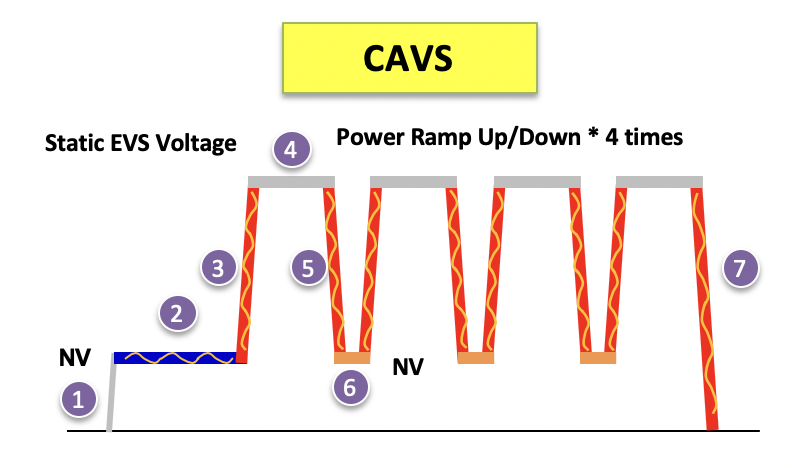 CAVS
Static EVS Voltage
4
Power Ramp Up/Down * 4 times
3
5
7
2
NV
NV
6
1